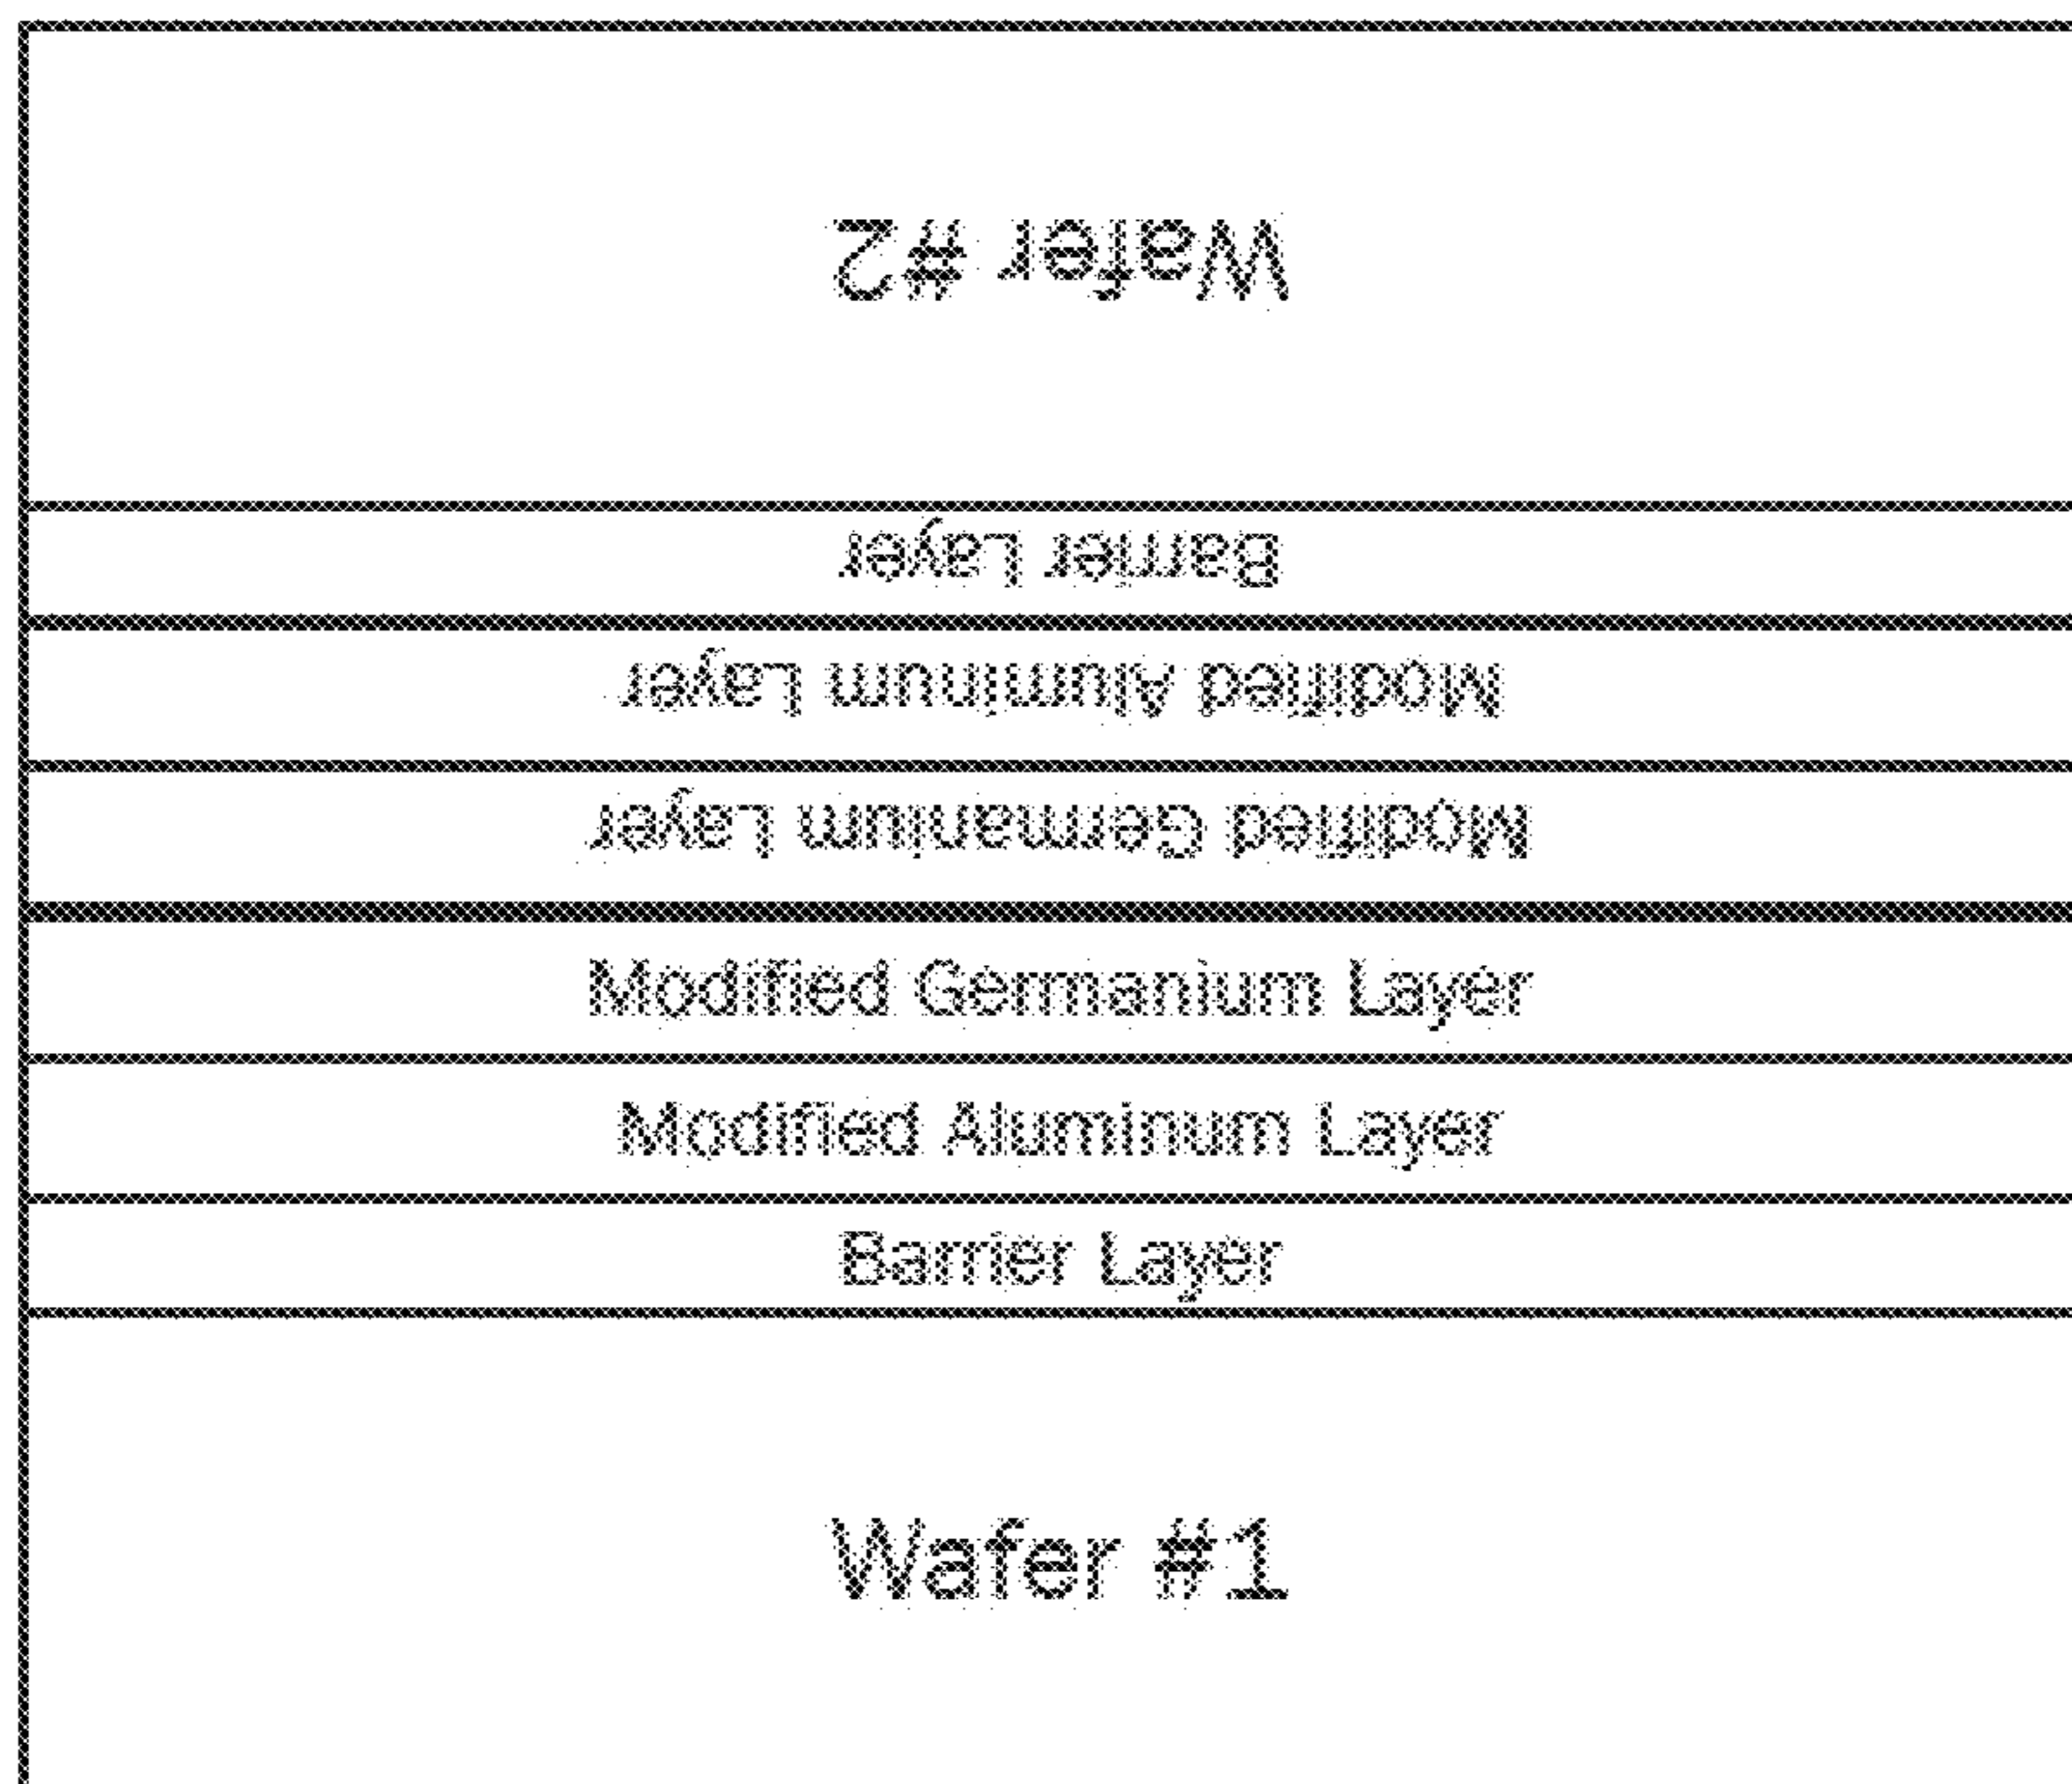 Wafer #2
Barrier Layer
Modified Aluminum Layer
Modified Germanium Layer
Modified Germanium Layer
Modified Aluminum Layer
Barrier Layer
Wafer #1